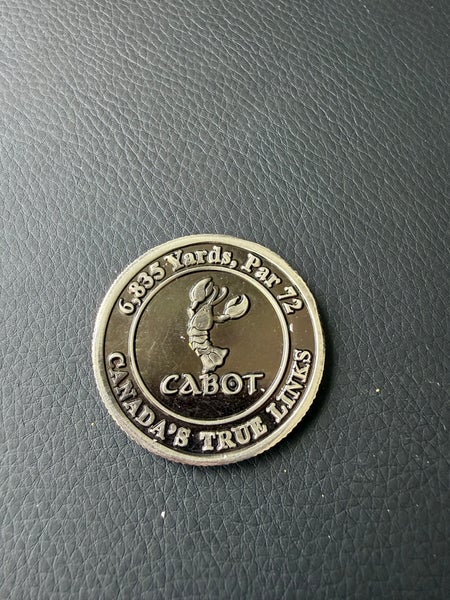 6,835 Yards, Par 72
CABOT.
CANADA'S TRUE LINKS